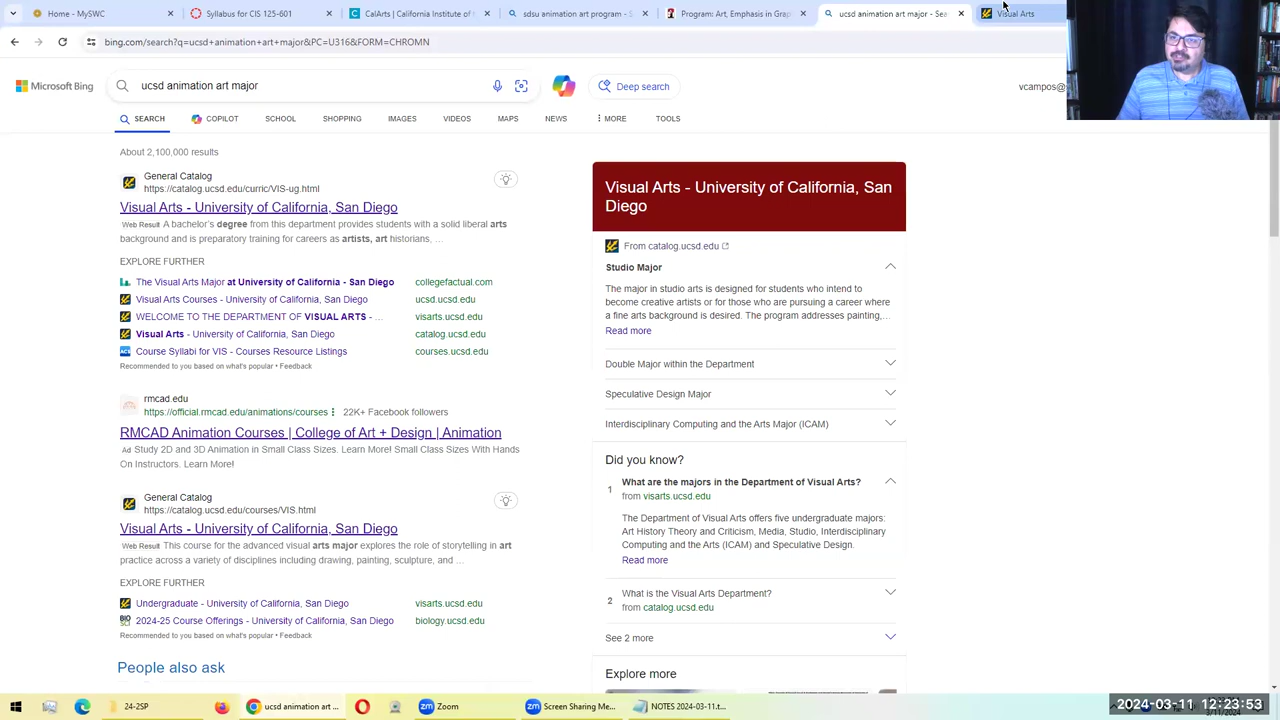 Home - MySWC
Syllabus for CIS 125-601
CalArts | California Institute of
sdsu animation art program - S
Program: Art, Emphasis in Grap
ucsd animation art major - Sea
Visual Arts
bing.com/search?q=ucsd+animation+art+major&PC=U316&FORM=CHROMN
Microsoft Bing
ucsd animation art major
Deep search
vcampos@
SEARCH
COPILOT
SCHOOL
SHOPPING
IMAGES
VIDEOS
MAPS
NEWS
MORE
TOOLS
About 2,100,000 results
General Catalog
https://catalog.ucsd.edu/curric/VIS-ug.html
Visual Arts - University of California, San Diego
Web Result A bachelor's degree from this department provides students with a solid liberal arts
background and is preparatory training for careers as artists, art historians, ...
EXPLORE FURTHER
The Visual Arts Major at University of California - San Diego collegefactual.com
Visual Arts Courses - University of California, San Diego ucsd.ucsd.edu
WELCOME TO THE DEPARTMENT OF VISUAL ARTS - ... visarts.ucsd.edu
Visual Arts - University of California, San Diego catalog.ucsd.edu
Course Syllabi for VIS - Courses Resource Listings courses.ucsd.edu
Recommended to you based on what's popular • Feedback
rmcad.edu
https://official.rmcad.edu/animations/courses 22K+ Facebook followers
RMCAD Animation Courses | College of Art + Design | Animation
Ad Study 2D and 3D Animation in Small Class Sizes. Learn More! Small Class Sizes With Hands
On Instructors. Learn More!
General Catalog
https://catalog.ucsd.edu/courses/VIS.html
Visual Arts - University of California, San Diego
Web Result This course for the advanced visual arts major explores the role of storytelling in art
practice across a variety of disciplines including drawing, painting, sculpture, and ...
EXPLORE FURTHER
Undergraduate - University of California, San Diego visarts.ucsd.edu
2024-25 Course Offerings - University of California, San Diego biology.ucsd.edu
Recommended to you based on what's popular • Feedback
People also ask
Visual Arts - University of California, San
Diego
From catalog.ucsd.edu
Studio Major
The major in studio arts is designed for students who intend to
become creative artists or for those who are pursuing a career where
a fine arts background is desired. The program addresses painting,...
Read more
Double Major within the Department
Speculative Design Major
Interdisciplinary Computing and the Arts Major (ICAM)
Did you know?
1 What are the majors in the Department of Visual Arts?
from visarts.ucsd.edu
The Department of Visual Arts offers five undergraduate majors:
Art History Theory and Criticism, Media, Studio, Interdisciplinary
Computing and the Arts (ICAM) and Speculative Design.
Read more
2 What is the Visual Arts Department?
from catalog.ucsd.edu
See 2 more
Explore more
24-SP
ucsd animation art ...
Zoom
Screen Sharing Me...
NOTES 2024-03-11.t...
2024-03-11 12:23:53